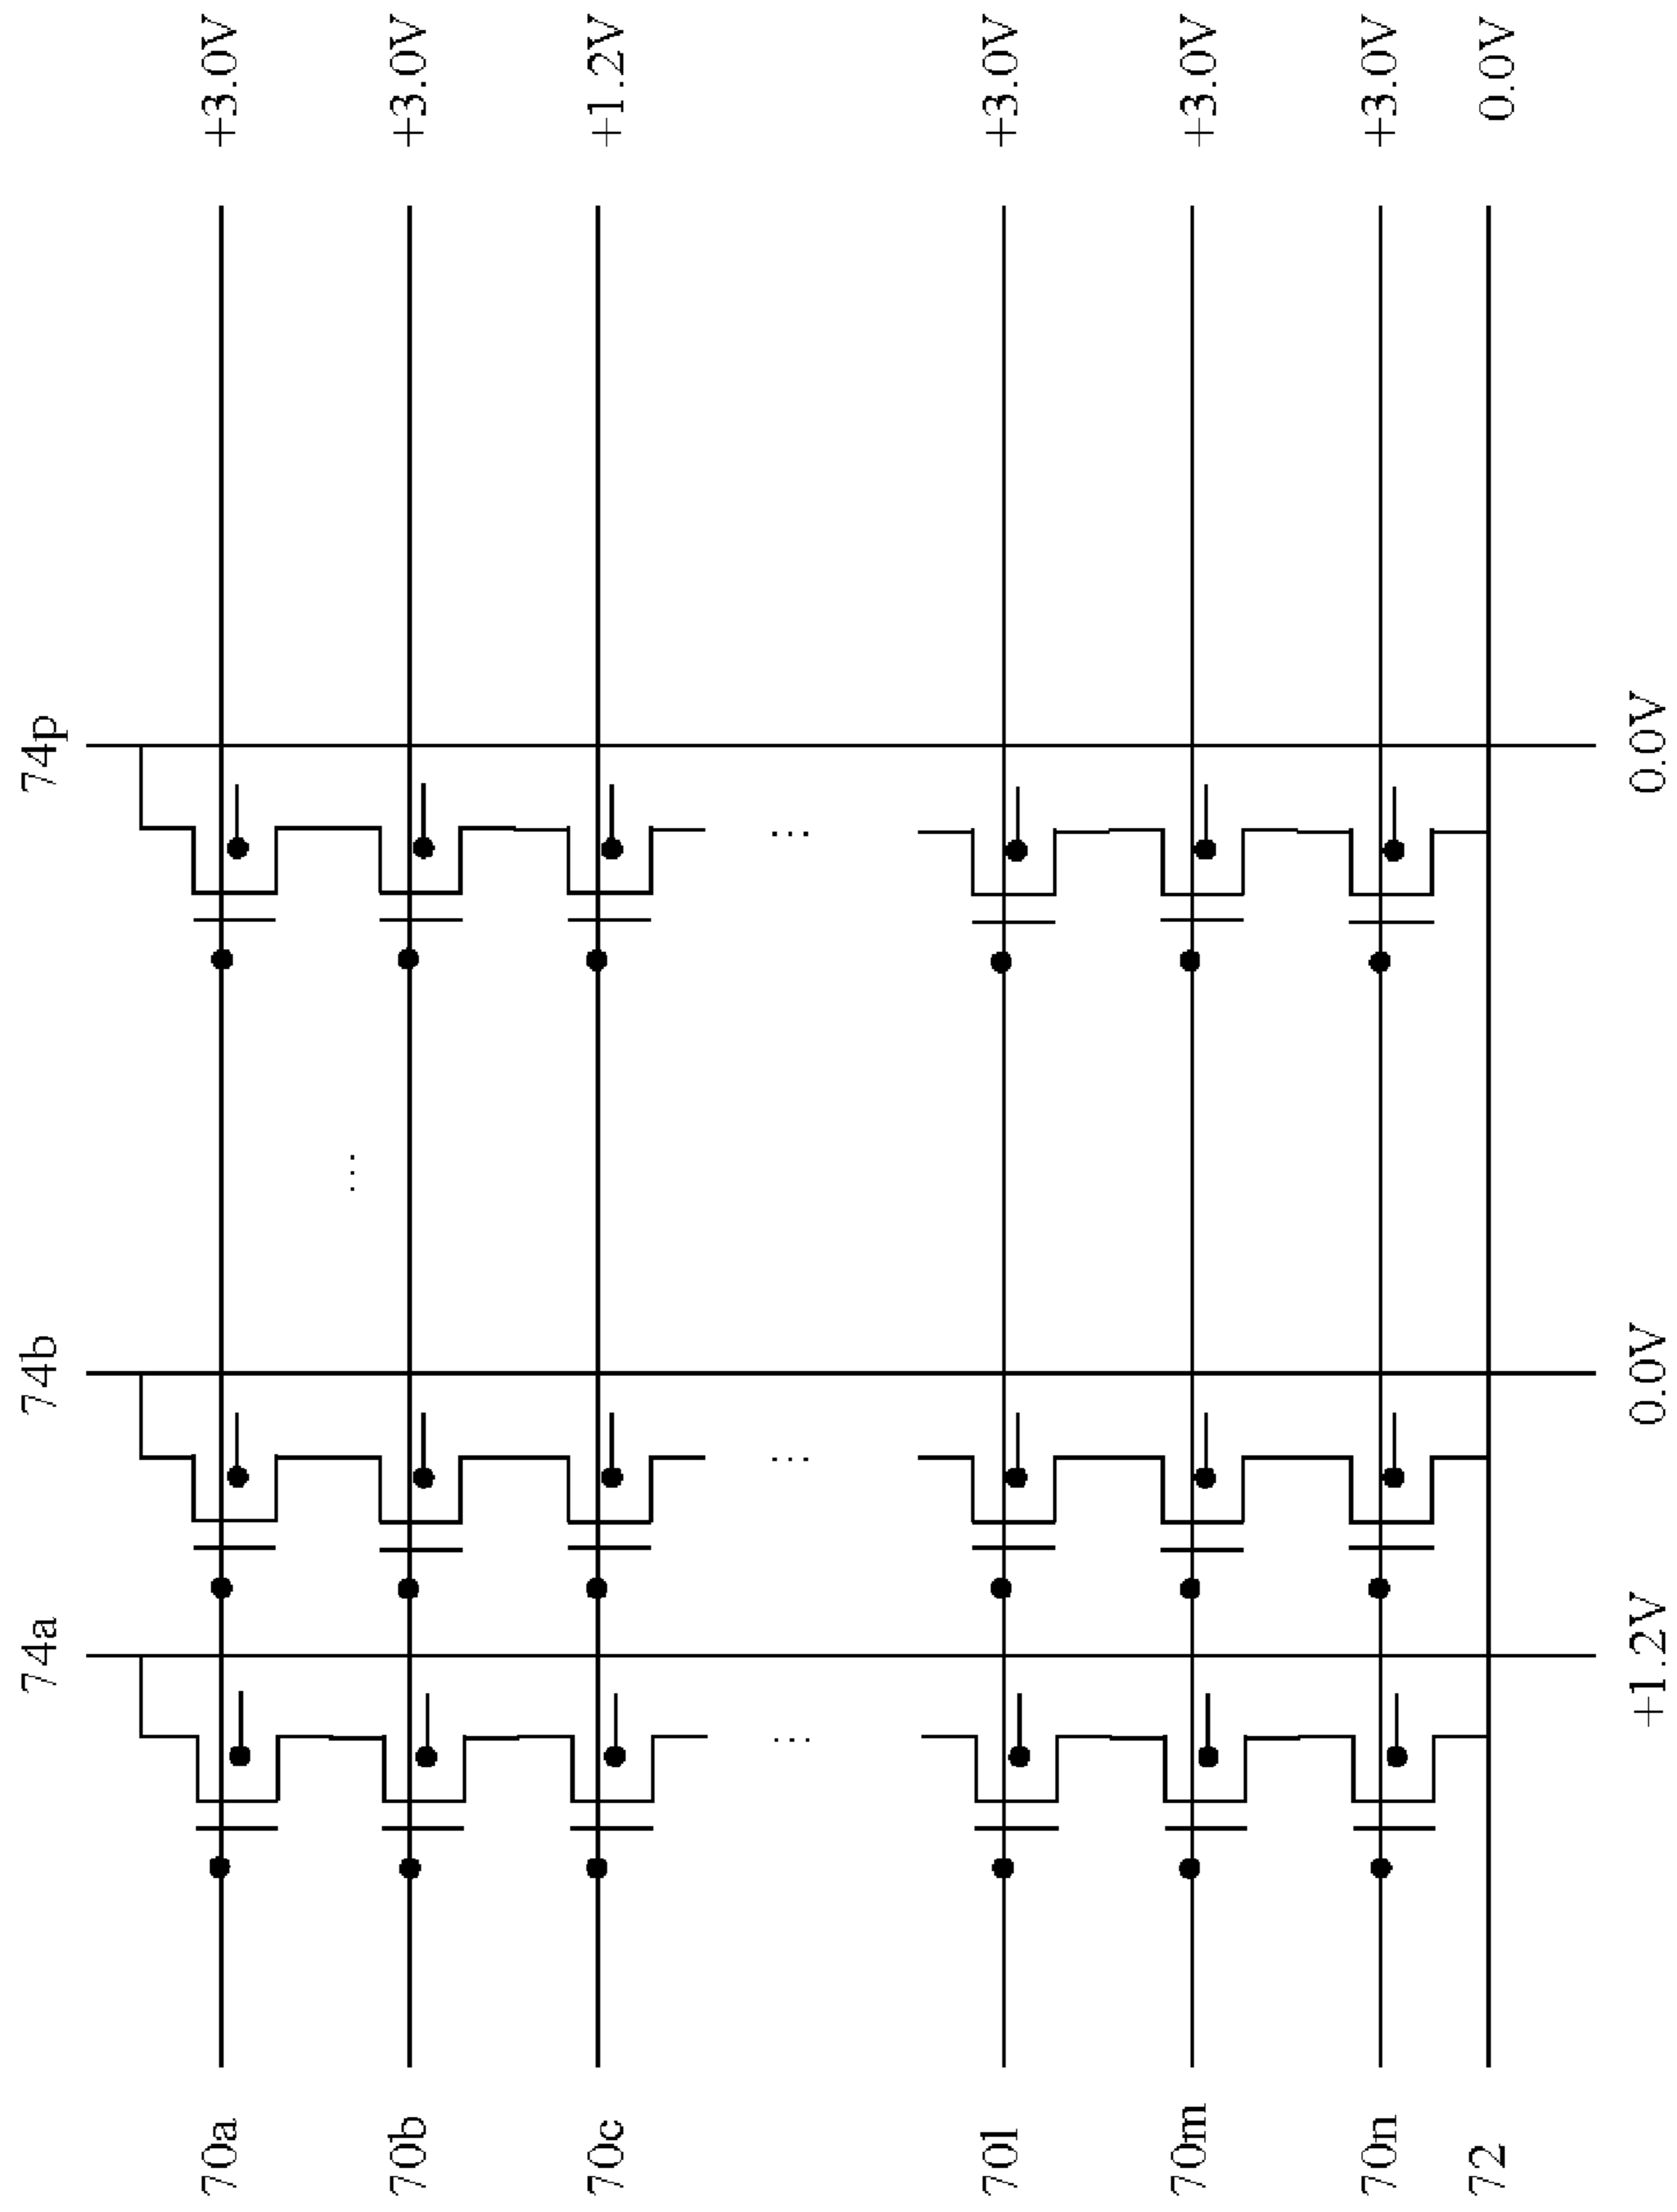 74a 74b 74p
70a +3.0V
70b +3.0V
70c +1.2V
70l +3.0V
70m +3.0V
70n +3.0V
72 0.0V
+1.2V 0.0V 0.0V